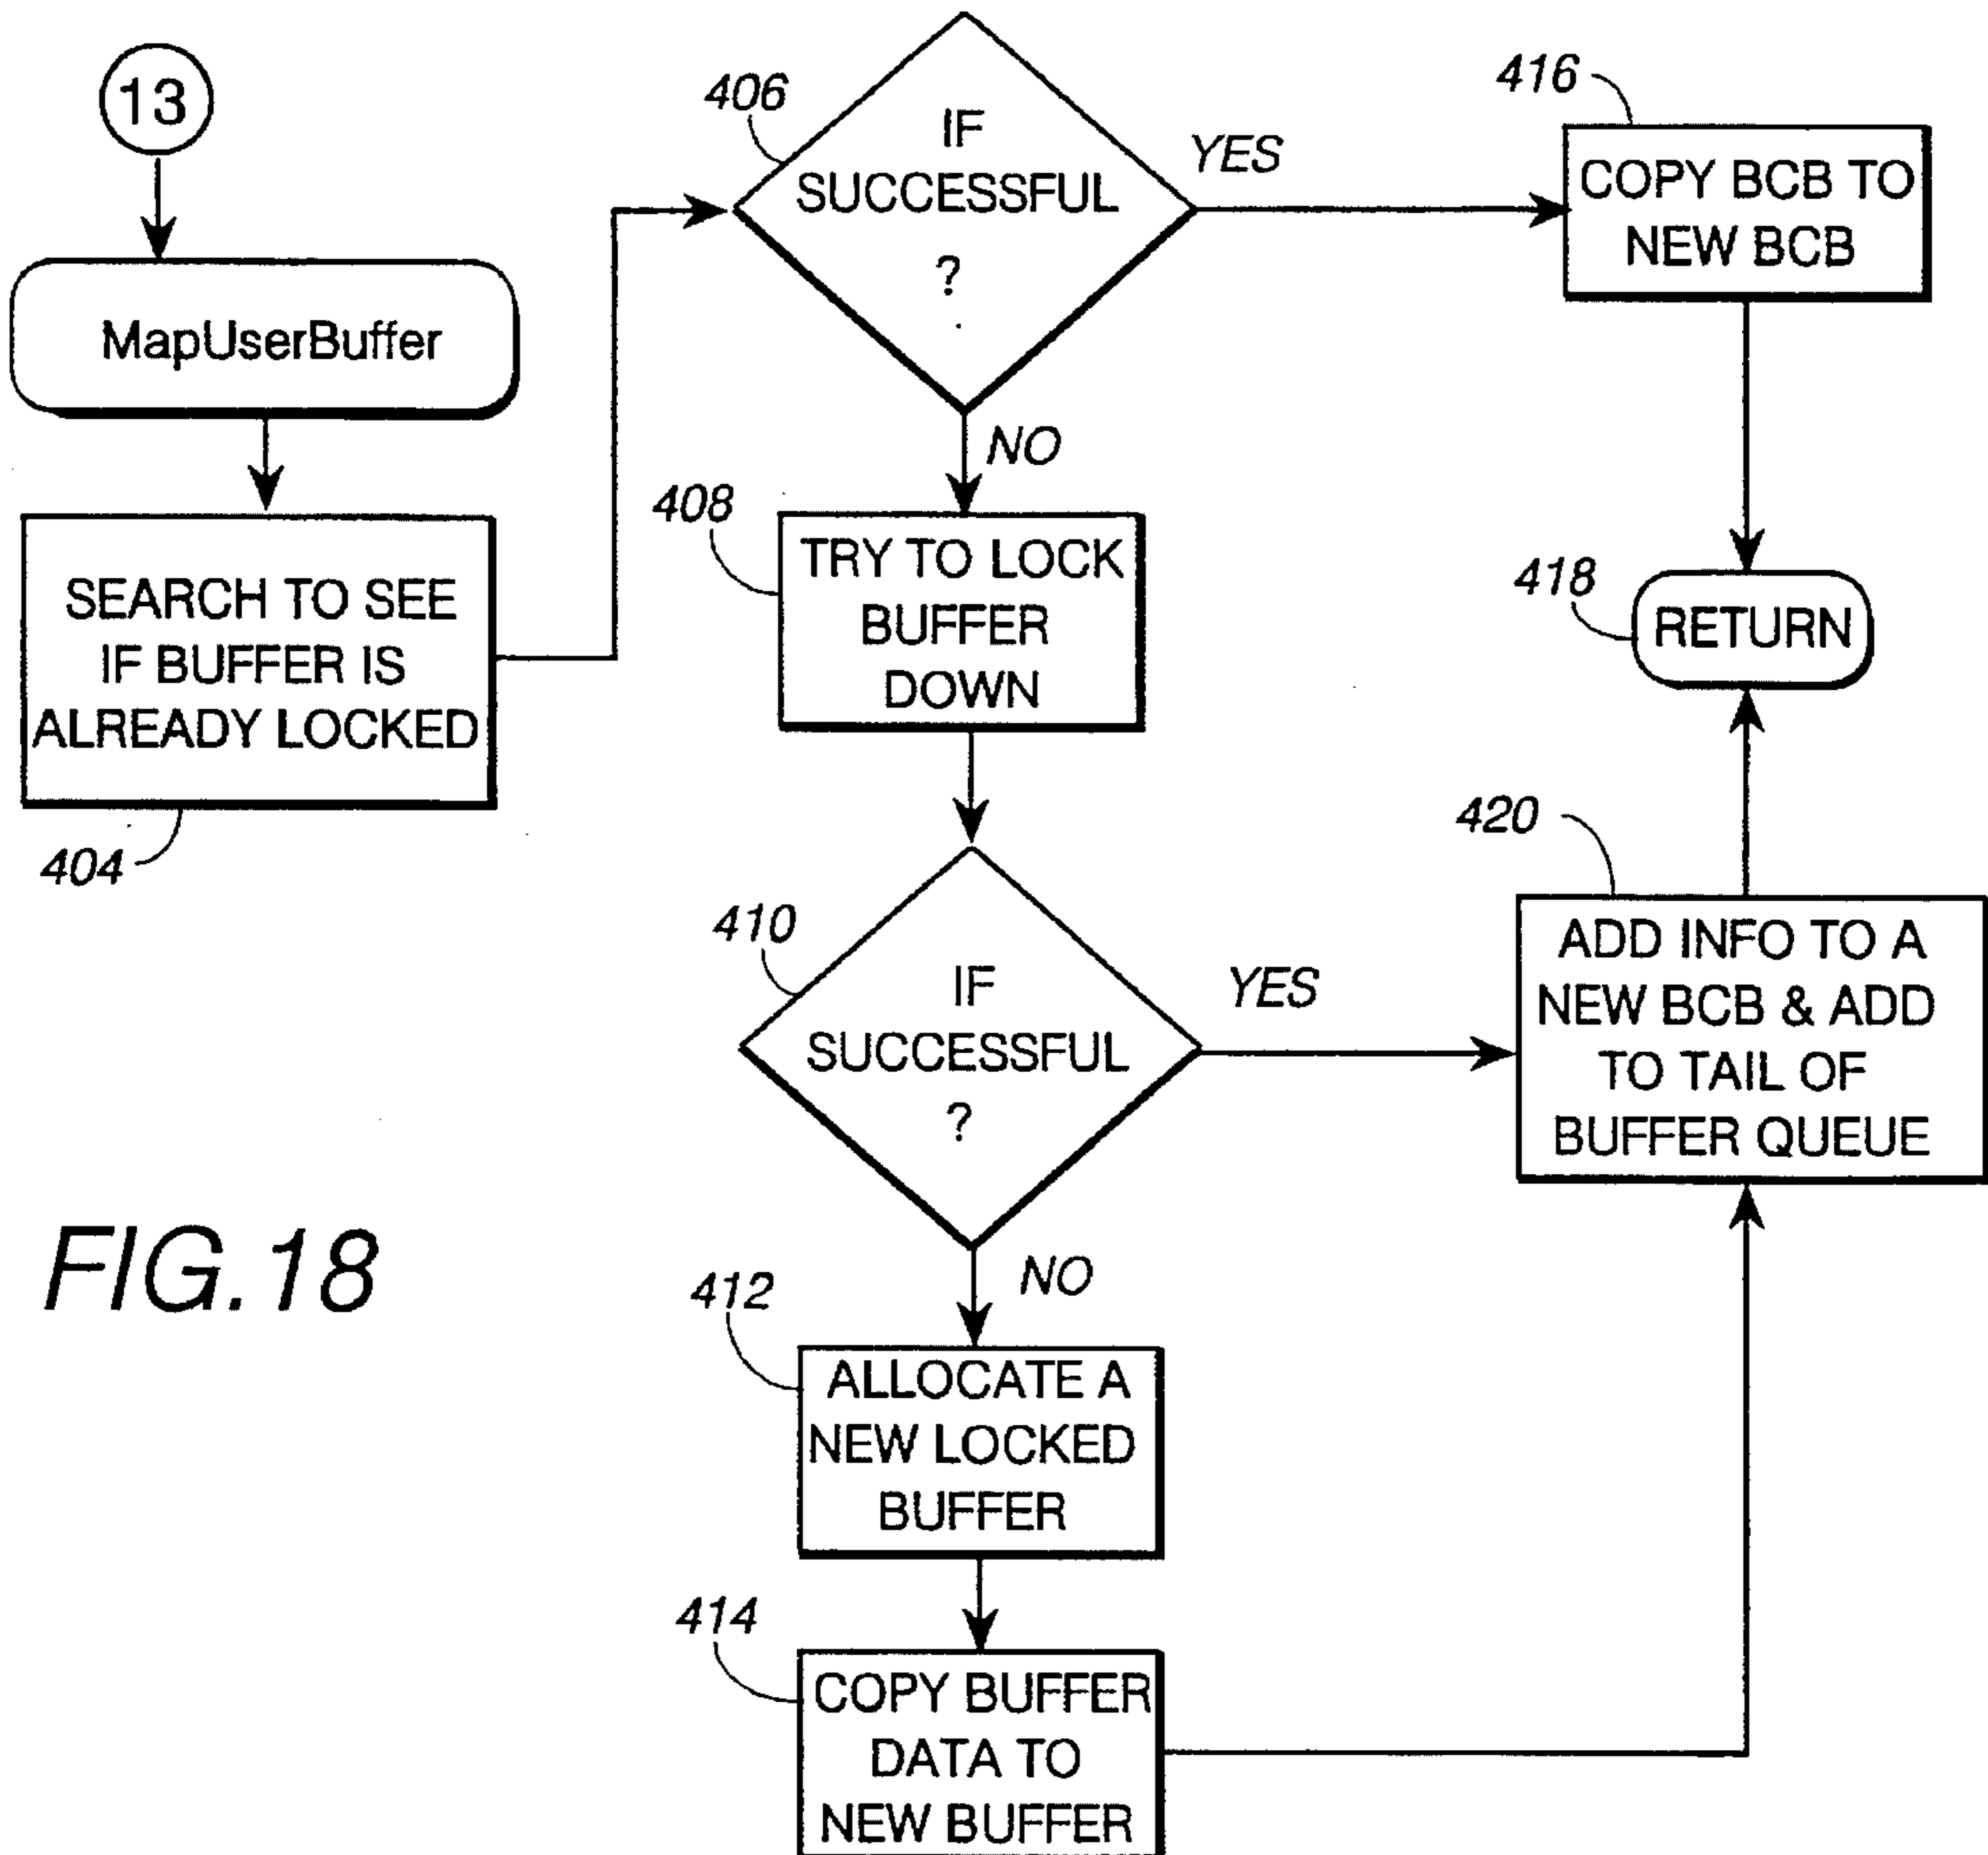 13
MapUserBuffer
SEARCH TO SEE
IF BUFFER IS
ALREADY LOCKED
404
406
IF
SUCCESSFUL
?
YES
NO
408
TRY TO LOCK
BUFFER
DOWN
410
IF
SUCCESSFUL
?
YES
NO
412
ALLOCATE A
NEW LOCKED
BUFFER
414
COPY BUFFER
DATA TO
NEW BUFFER
416
COPY BCB TO
NEW BCB
418
RETURN
420
ADD INFO TO A
NEW BCB & ADD
TO TAIL OF
BUFFER QUEUE
FIG. 18